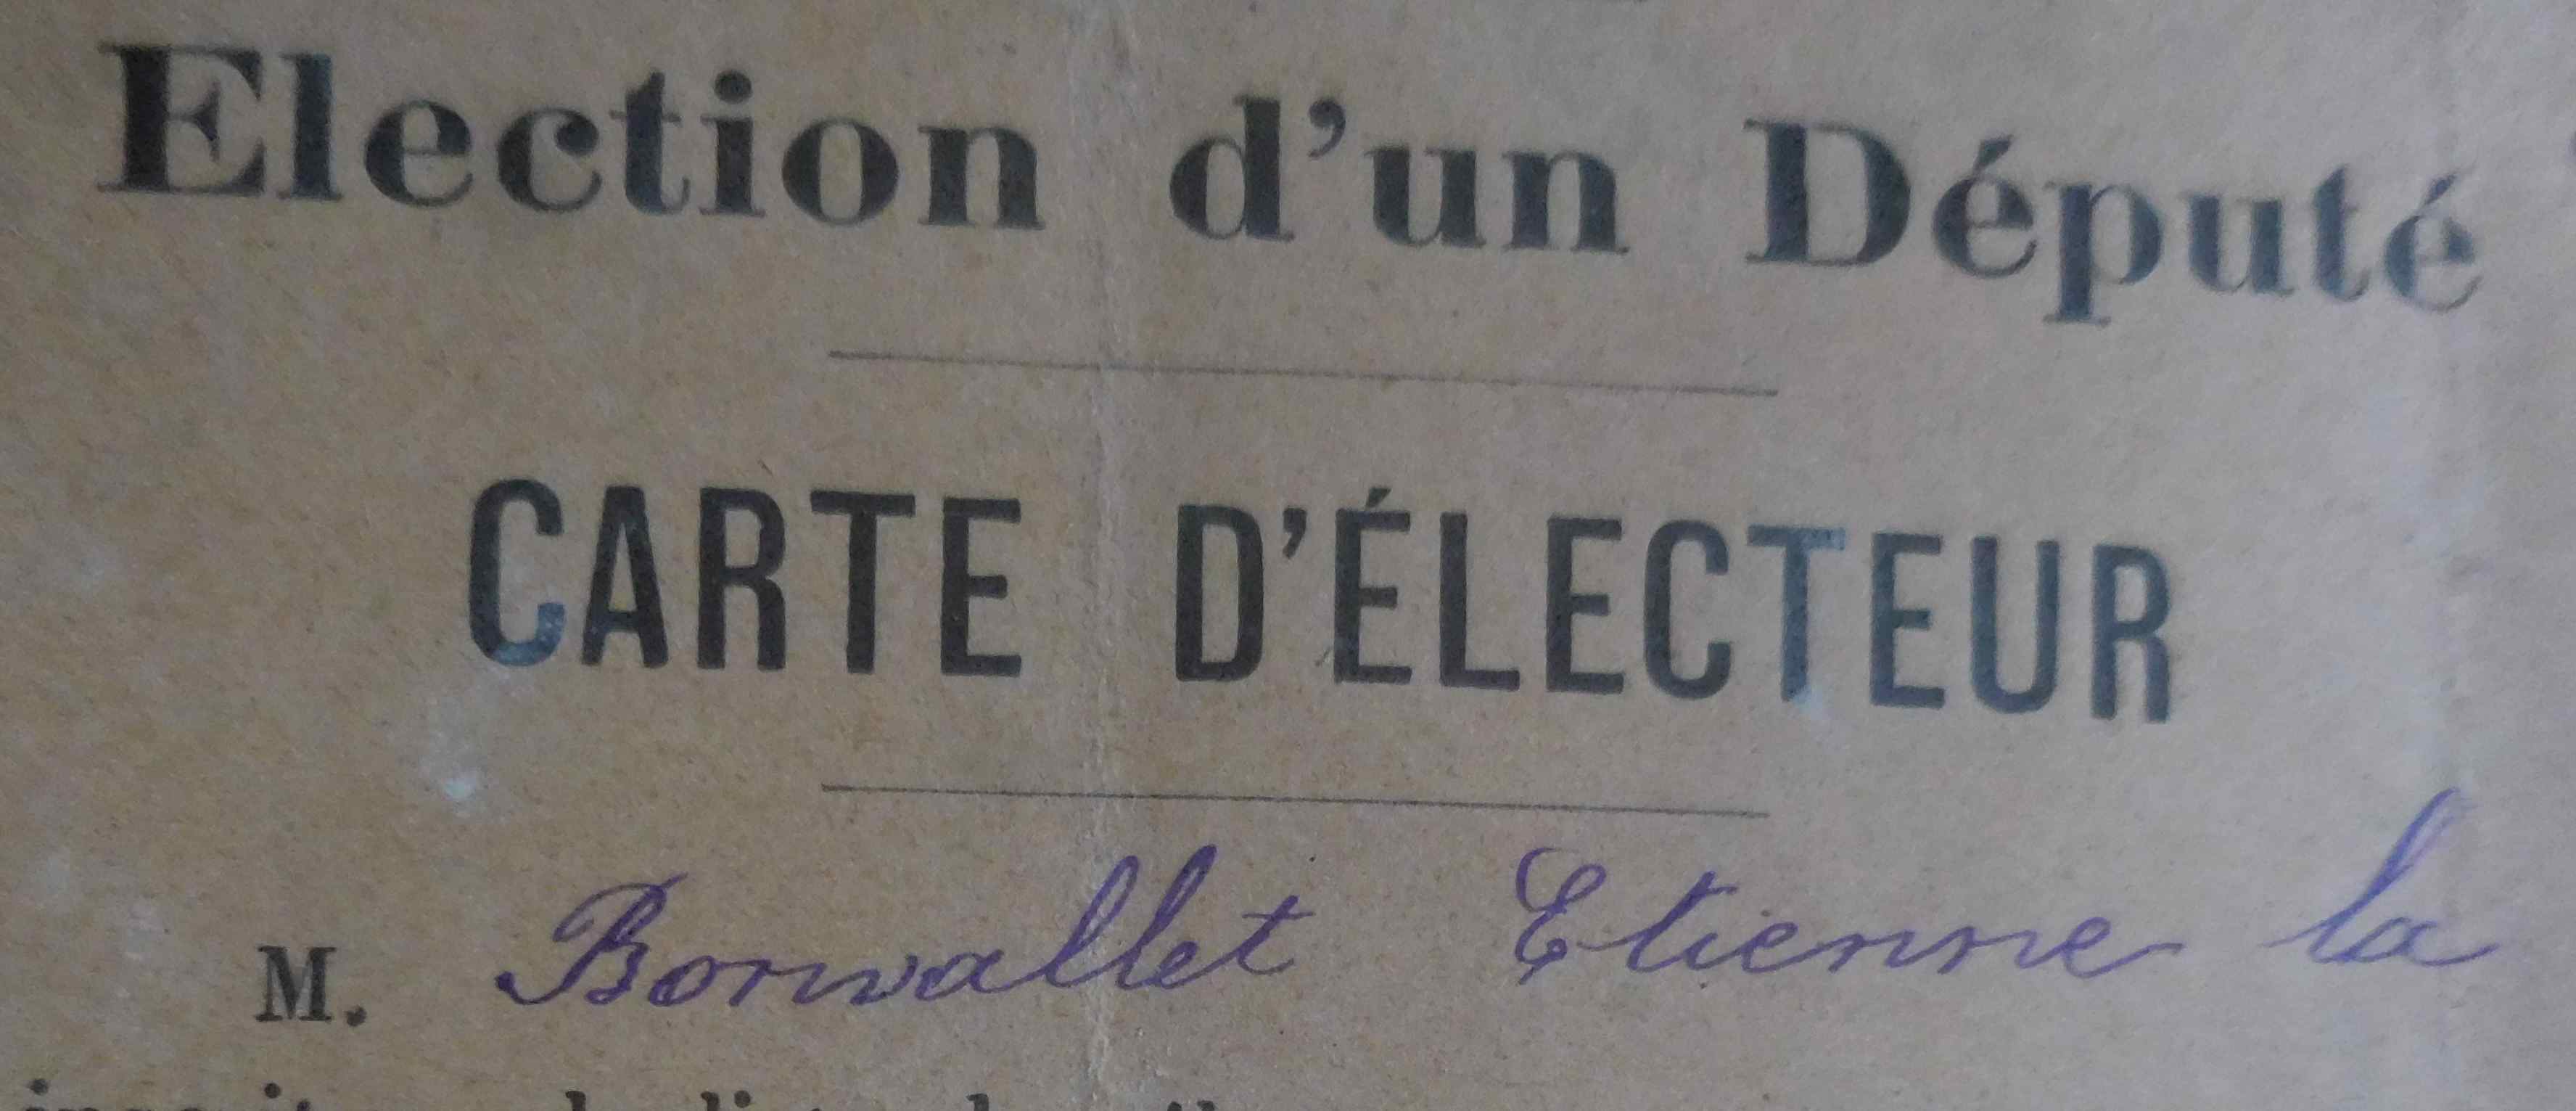 Election d'un Député
CARTE D'ÉLECTEUR
M. Bonvallet Etienne la